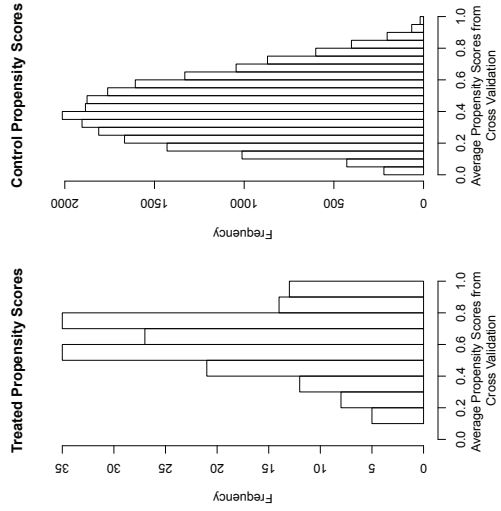 Treated Propensity Scores
Frequency
0 5 10 15 20 25 30 35
0.0 0.2 0.4 0.6 0.8 1.0
Average Propensity Scores from
Cross Validation
Control Propensity Scores
Frequency
0 500 1000 1500 2000
0.0 0.2 0.4 0.6 0.8 1.0
Average Propensity Scores from
Cross Validation